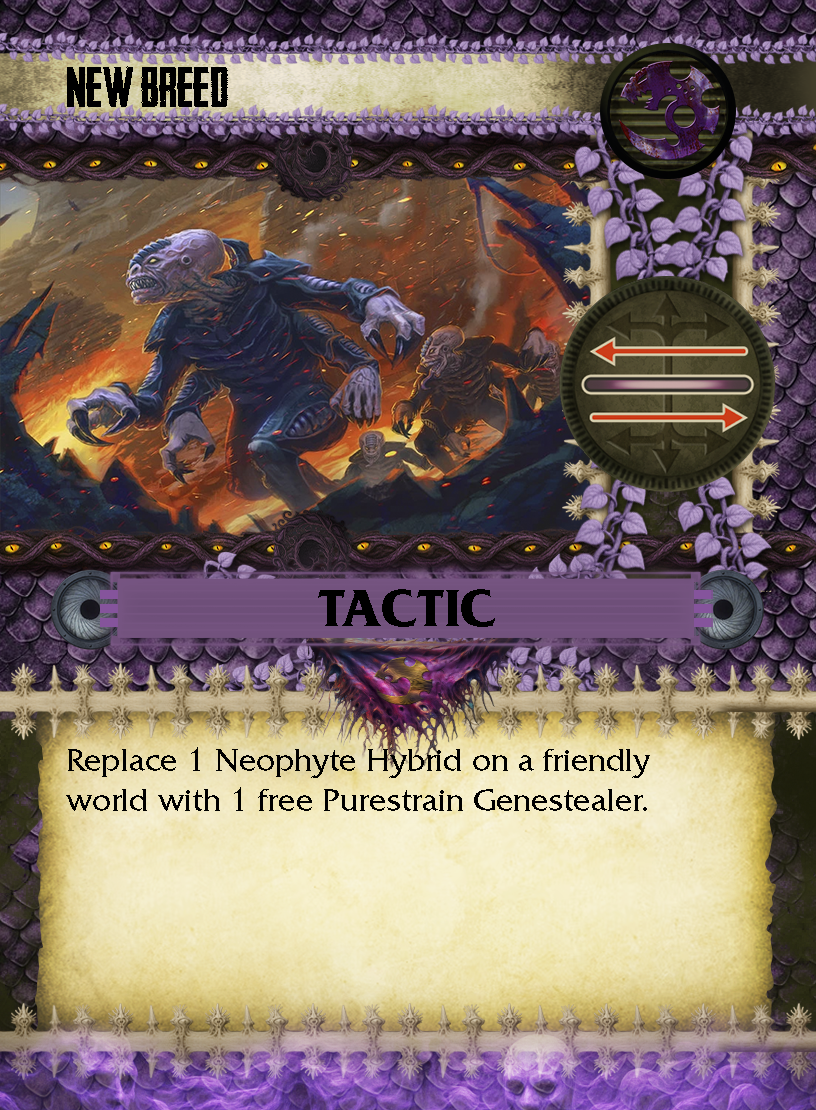 NEW BREED
TACTIC
Replace 1 Neophyte Hybrid on a friendly
world with 1 free Purestrain Genestealer.